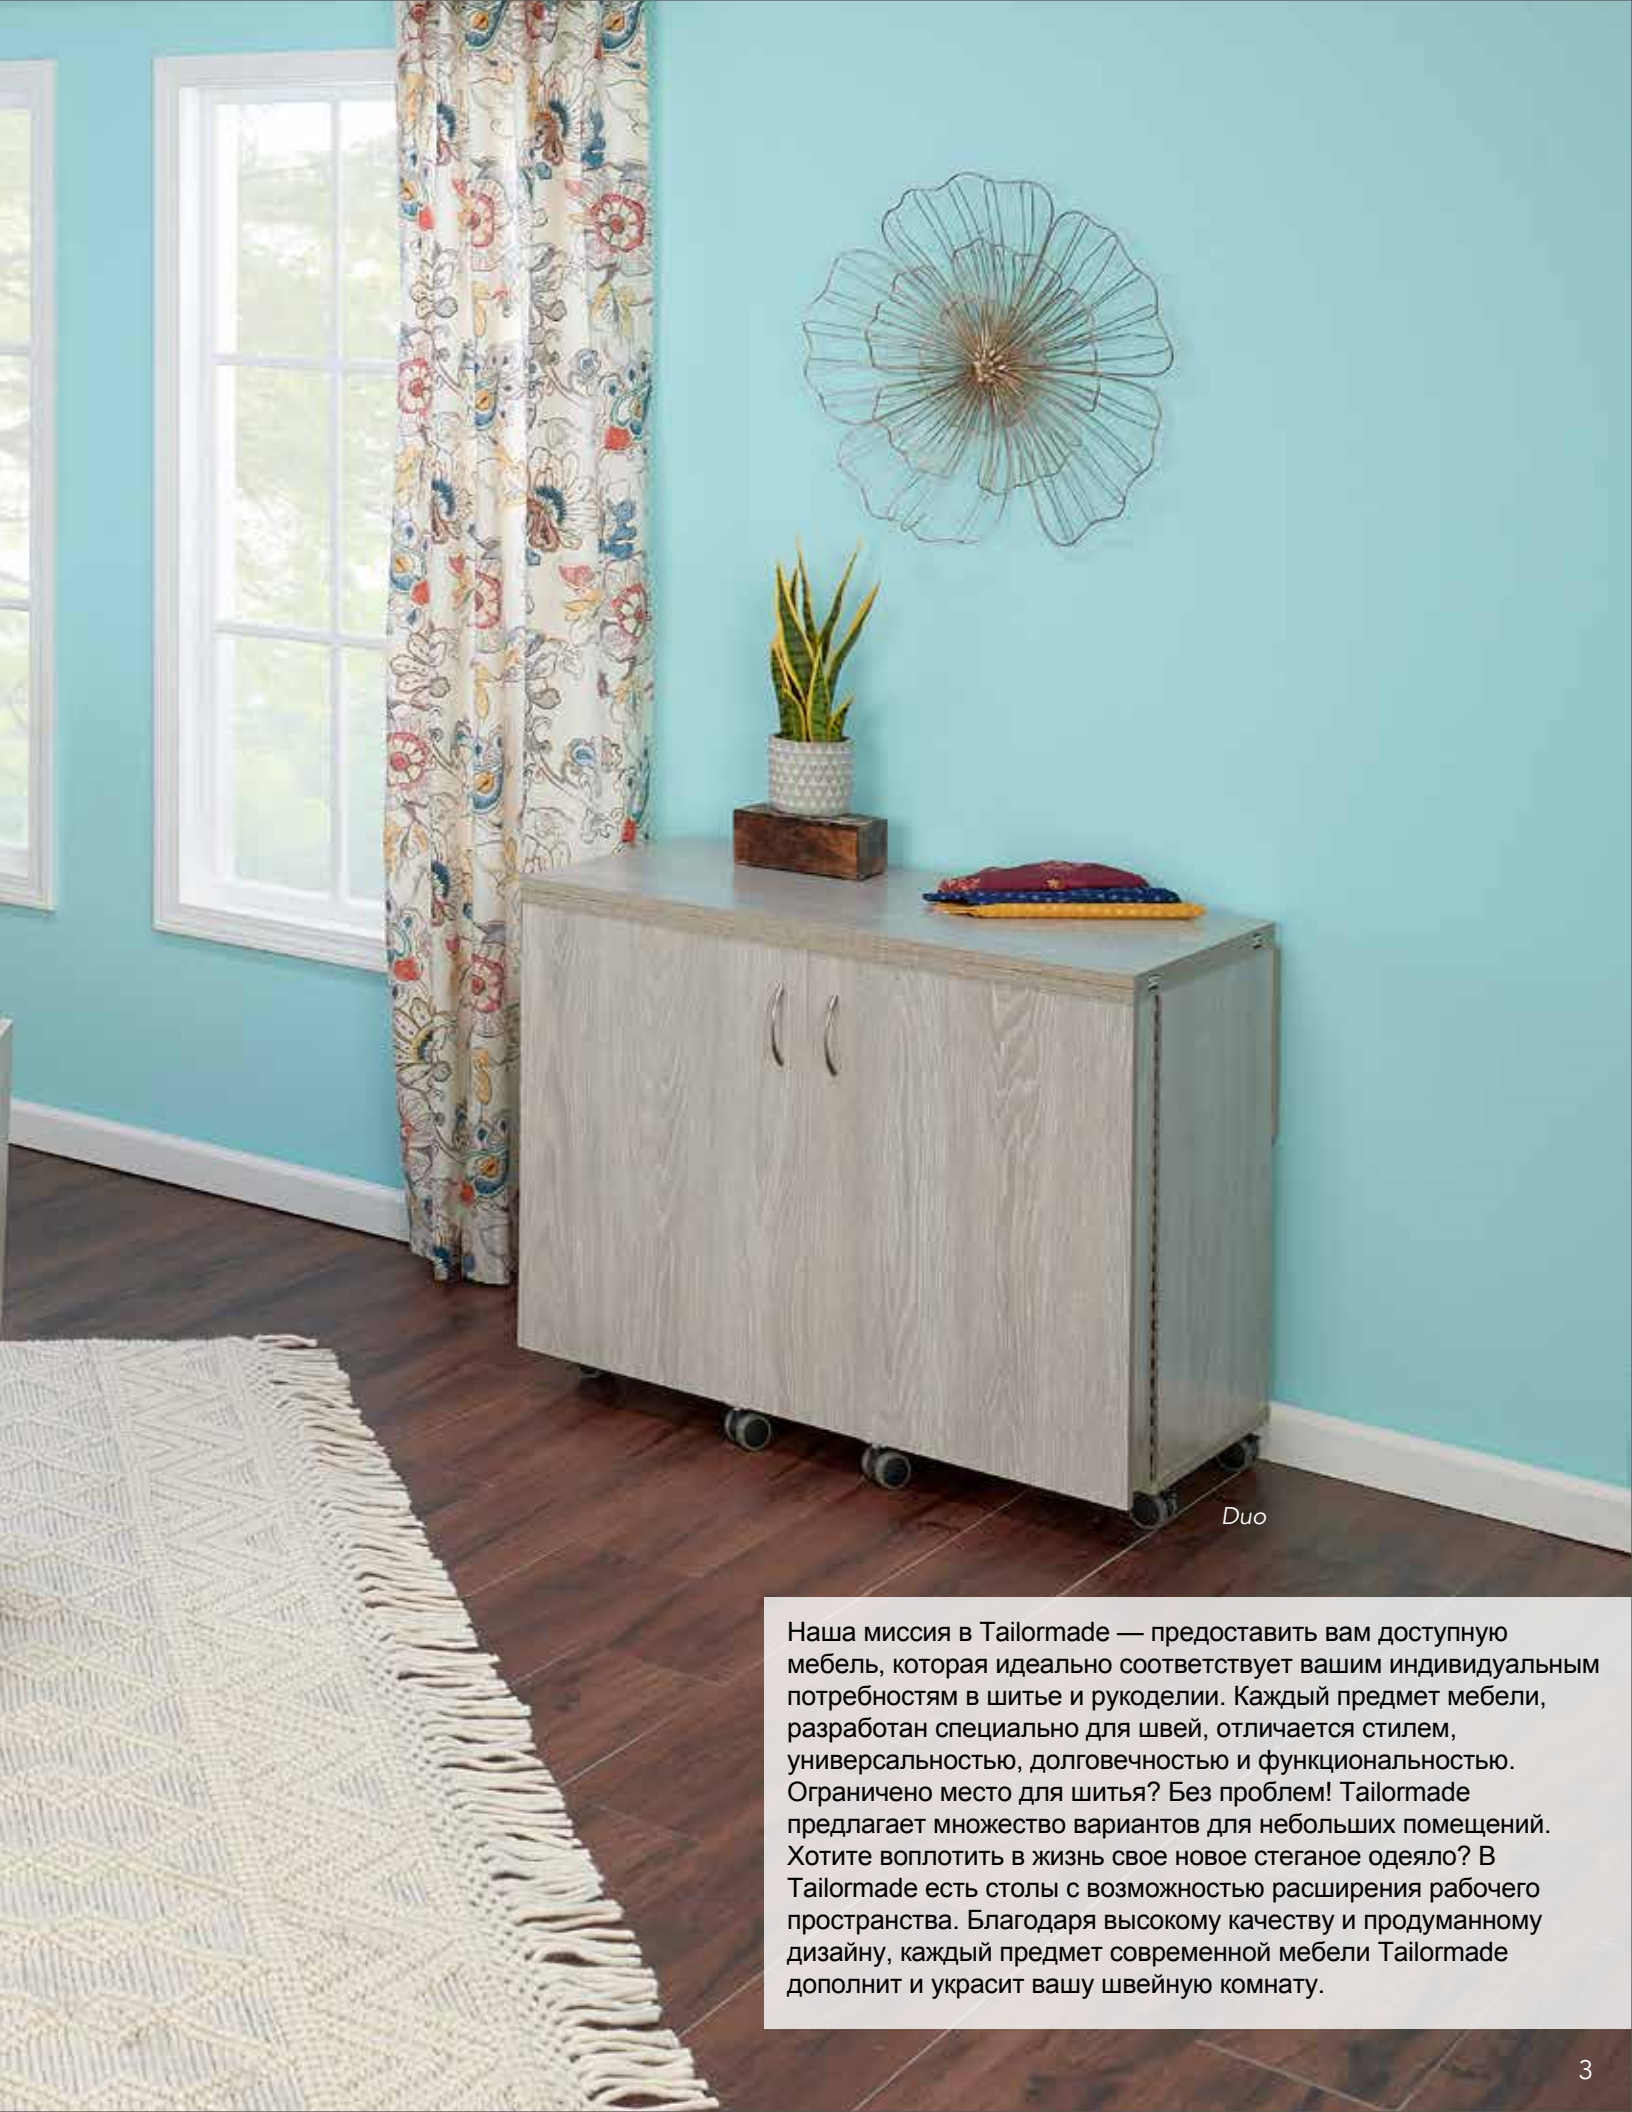 Duo
Наша миссия в Tailormade — предоставить вам доступную
мебель, которая идеально соответствует вашим индивидуальным
потребностям в шитье и рукоделии. Каждый предмет мебели,
разработан специально для швей, отличается стилем,
универсальностью, долговечностью и функциональностью.
Ограничено место для шитья? Без проблем! Tailormade
предлагает множество вариантов для небольших помещений.
Хотите воплотить в жизнь свое новое стеганое одеяло? В
Tailormade есть столы с возможностью расширения рабочего
пространства. Благодаря высокому качеству и продуманному
дизайну, каждый предмет современной мебели Tailormade
дополнит и украсит вашу швейную комнату.
3